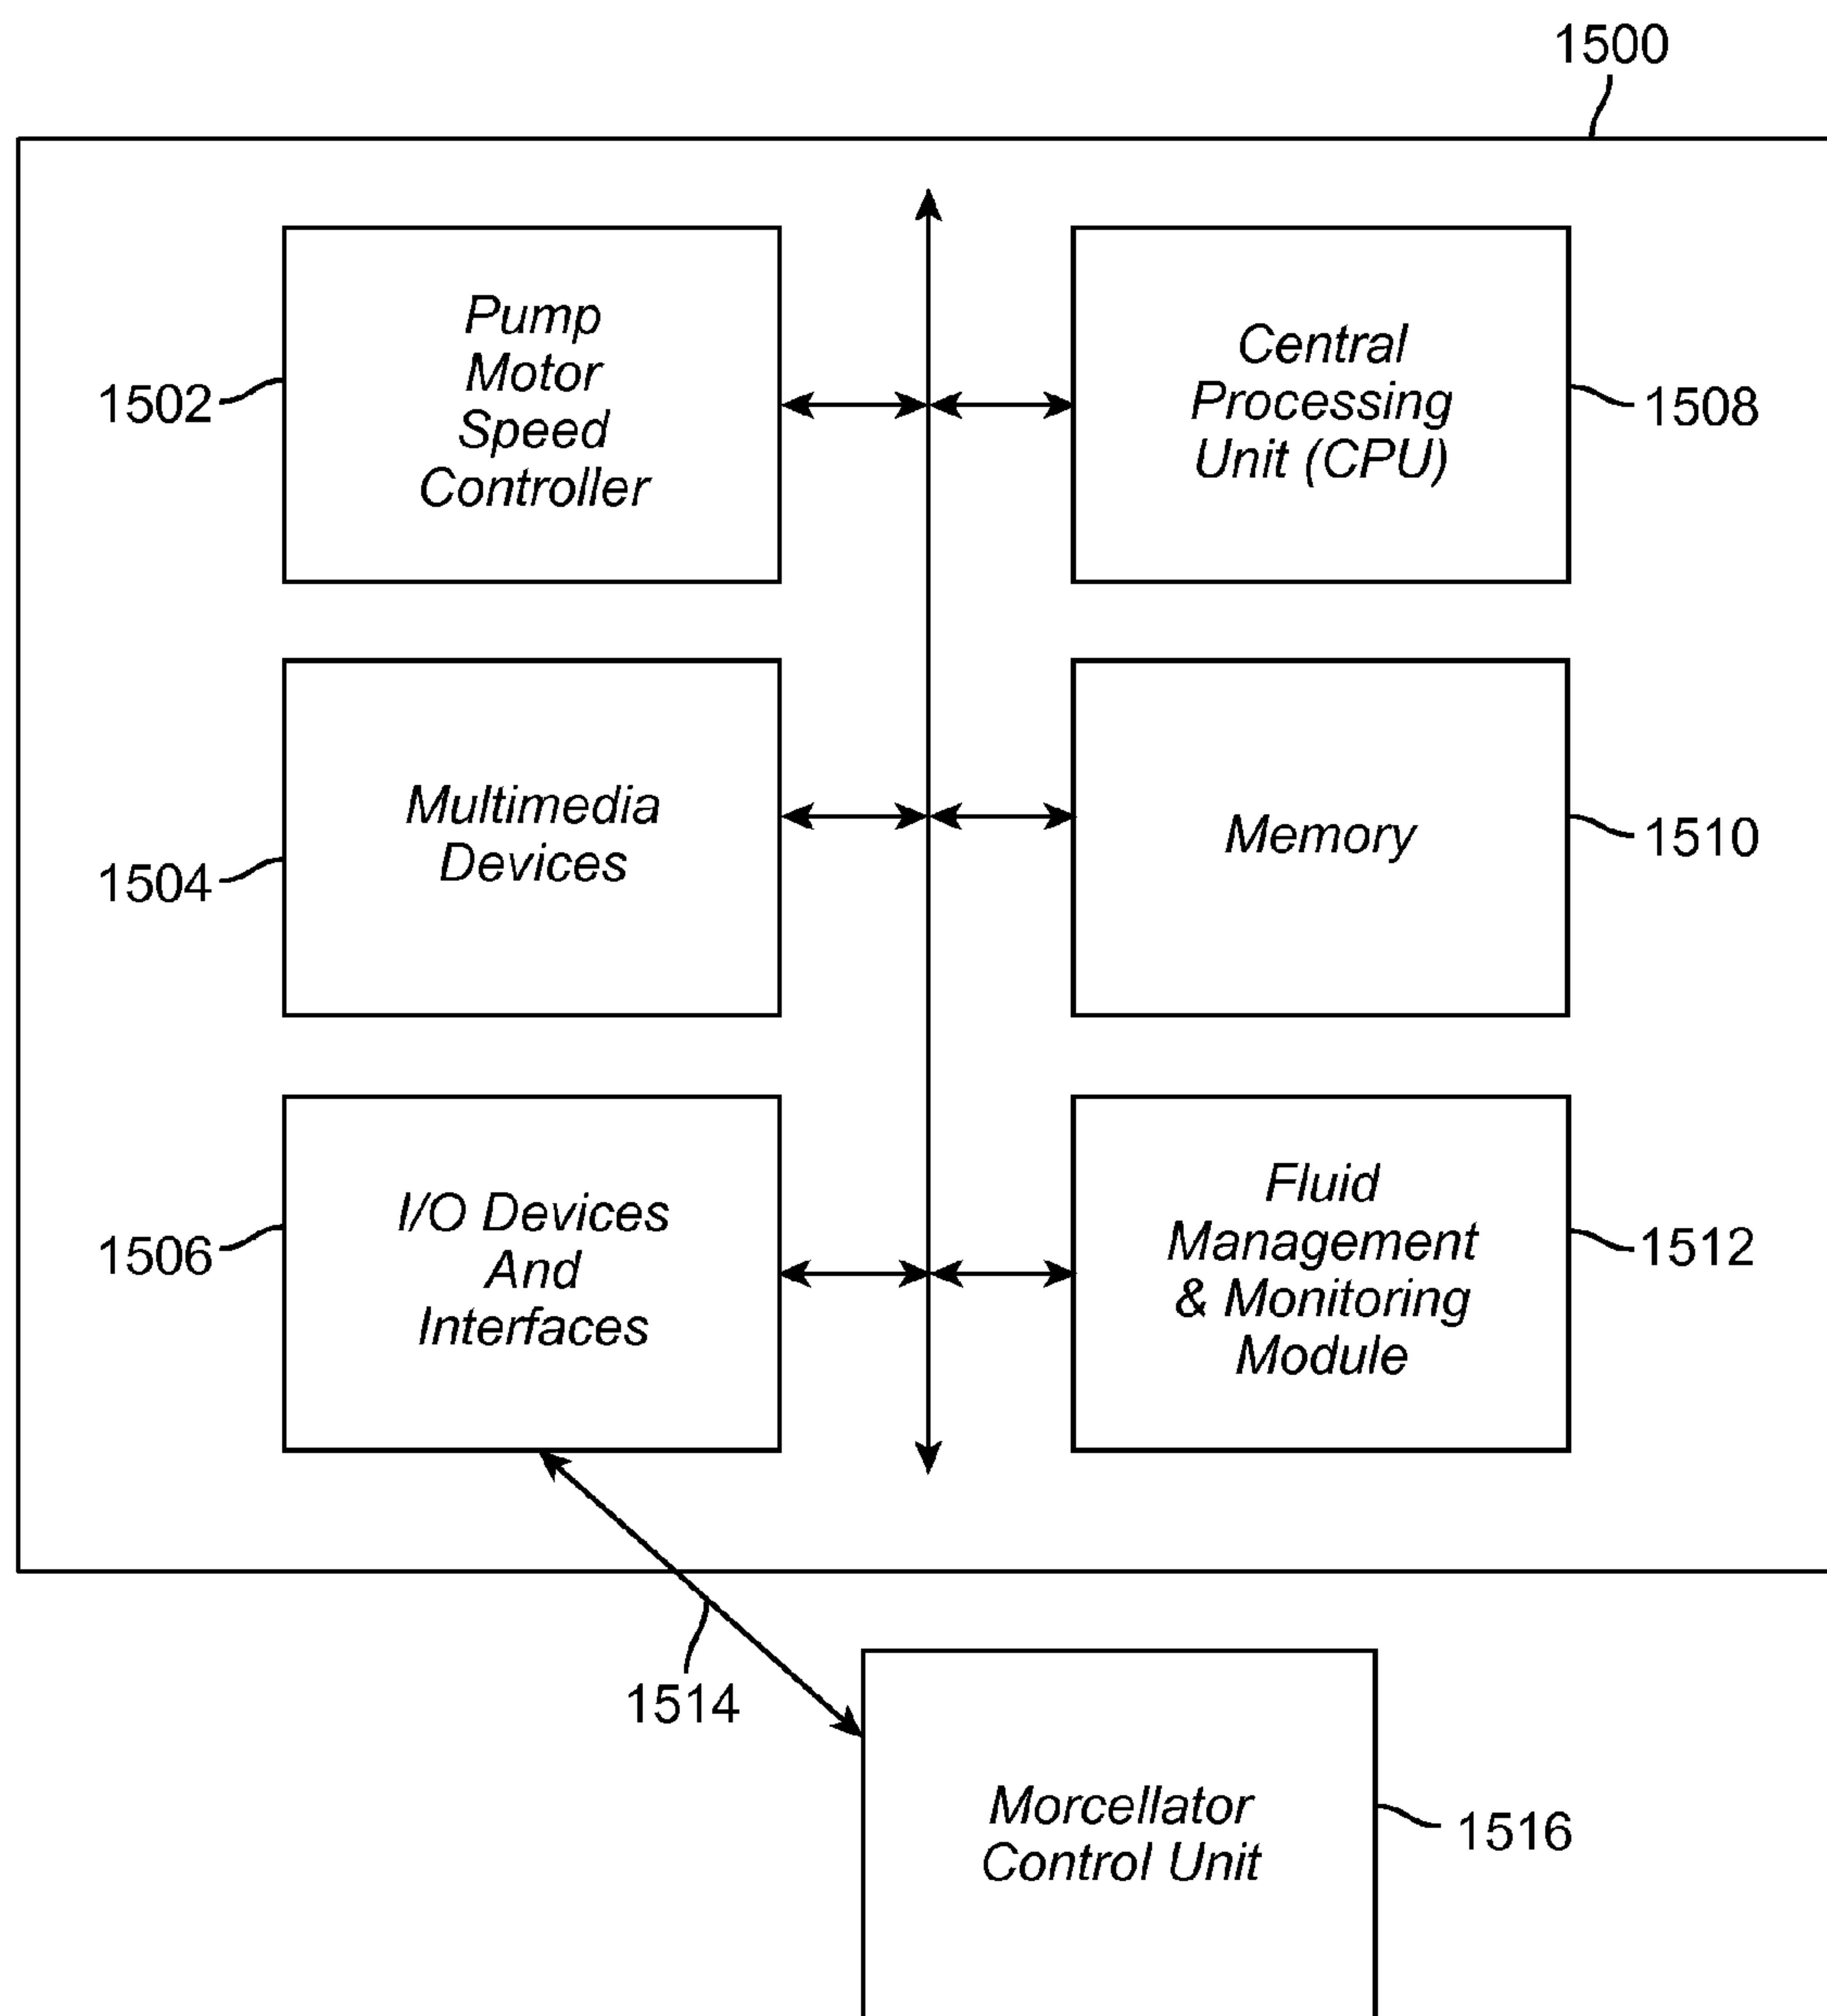 1500
Pump
Motor
Speed
Controller
1502
Central
Processing
Unit (CPU)
1508
Multimedia
Devices
1504
Memory
1510
I/O Devices
And
Interfaces
1506
Fluid
Management
& Monitoring
Module
1512
1514
Morcellator
Control Unit
1516